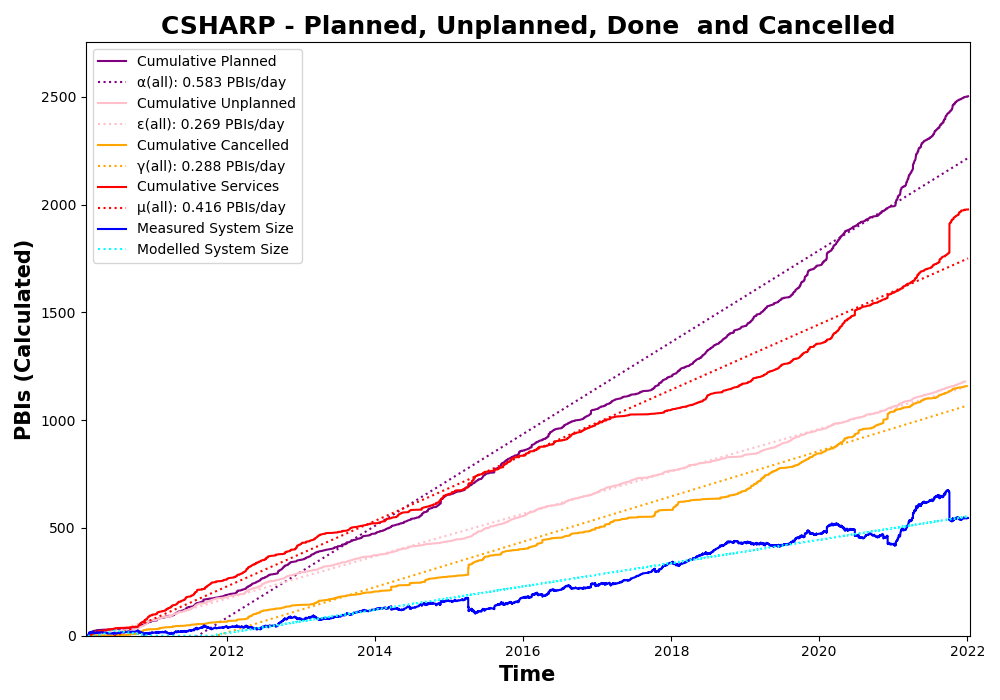 CSHARP - Planned, Unplanned, Done  and Cancelled
Cumulative Planned
α(all): 0.583 PBIs/day
Cumulative Unplanned
ε(all): 0.269 PBIs/day
Cumulative Cancelled
γ(all): 0.288 PBIs/day
Cumulative Services
μ(all): 0.416 PBIs/day
Measured System Size
Modelled System Size
PBIs (Calculated)
2500
2000
1500
1000
500
0
2012 2014 2016 2018 2020 2022
Time